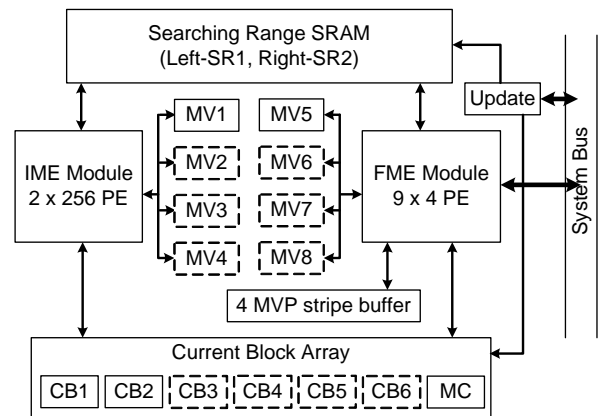 Searching Range SRAM
(Left-SR1, Right-SR2)
Update
System Bus
IME Module
2 x 256 PE
MV1
MV2
MV3
MV4
MV5
MV6
MV7
MV8
FME Module
9 x 4 PE
4 MVP stripe buffer
Current Block Array
CB1 CB2 CB3 CB4 CB5 CB6 MC